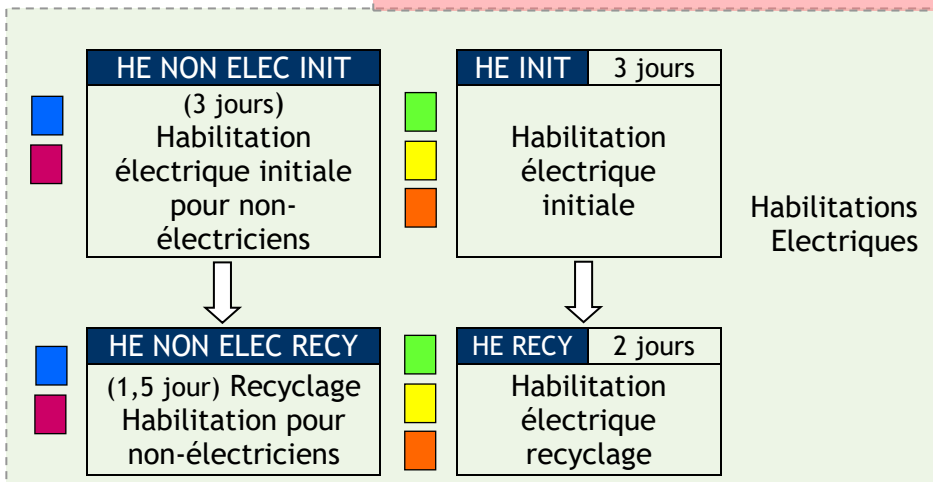 HE NON ELEC INIT
(3 jours)
Habilitation
électrique initiale
pour non-
électriciens
HE INIT 3 jours
Habilitation
électrique
initiale
Habilitations
Electriques
HE NON ELEC RECY
(1,5 jour) Recyclage
Habilitation pour
non-électriciens
HE RECY 2 jours
Habilitation
électrique
recyclage